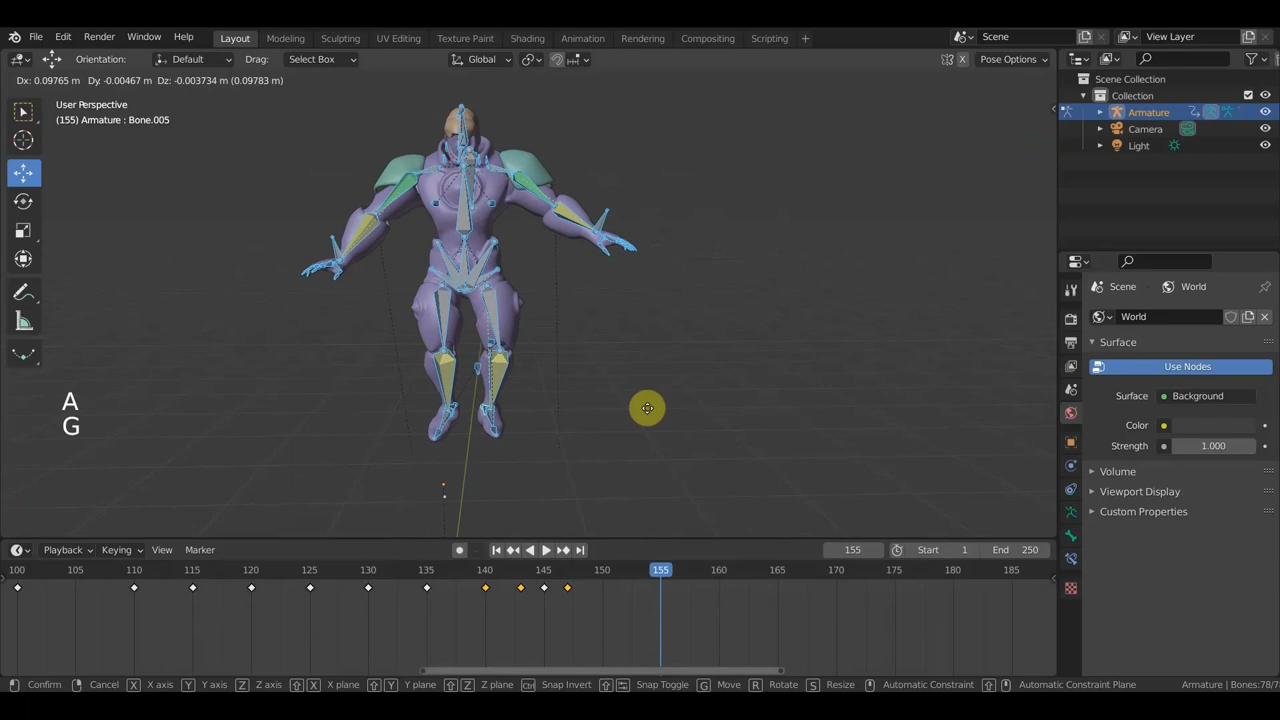 File Edit Render Window Help Layout Modeling Sculpting UV Editing Texture Paint Shading Animation Rendering Compositing Scripting + Scene View Layer
Orientation: Default Drag: Select Box Global X Pose Options
Dx: 0.09765 m Dy: -0.00467 m Dz: -0.003734 m (0.09783 m)
User Perspective
(155) Armature : Bone.005
Scene Collection
Collection
Armature
Camera
Light
Scene World
World
Surface
Use Nodes
Surface Background
Color
Strength 1.000
Volume
Viewport Display
Custom Properties
A
G
Playback Keying View Marker 155 Start 1 End 250
100 105 110 115 120 125 130 135 140 145 150 155 160 165 170 175 180 185
Confirm Cancel X X axis Y Y axis Z Z axis X X plane Y Y plane Z Z plane Ctrl Snap Invert Snap Toggle G Move R Rotate S Resize Automatic Constraint Automatic Constraint Plane Armature | Bones:78/7